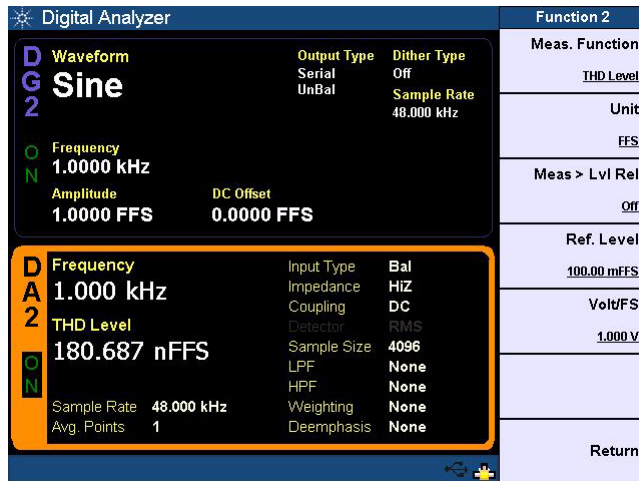 Digital Analyzer
DG2
ON
Waveform
Sine
Output Type
Serial
UnBal
Dither Type
Off
Sample Rate
48.000 kHz
Frequency
1.0000 kHz
Amplitude
1.0000 FFS
DC Offset
0.0000 FFS
DA2
ON
Frequency
1.000 kHz
THD Level
180.687 nFFS
Sample Rate 48.000 kHz
Avg. Points 1
Input Type Bal
Impedance HiZ
Coupling DC
Detector RMS
Sample Size 4096
LPF None
HPF None
Weighting None
Deemphasis None
Function 2
Meas. Function
THD Level
Unit
FFS
Meas > Lvl Rel
Off
Ref. Level
100.00 mFFS
Volt/FS
1.000 V
Return